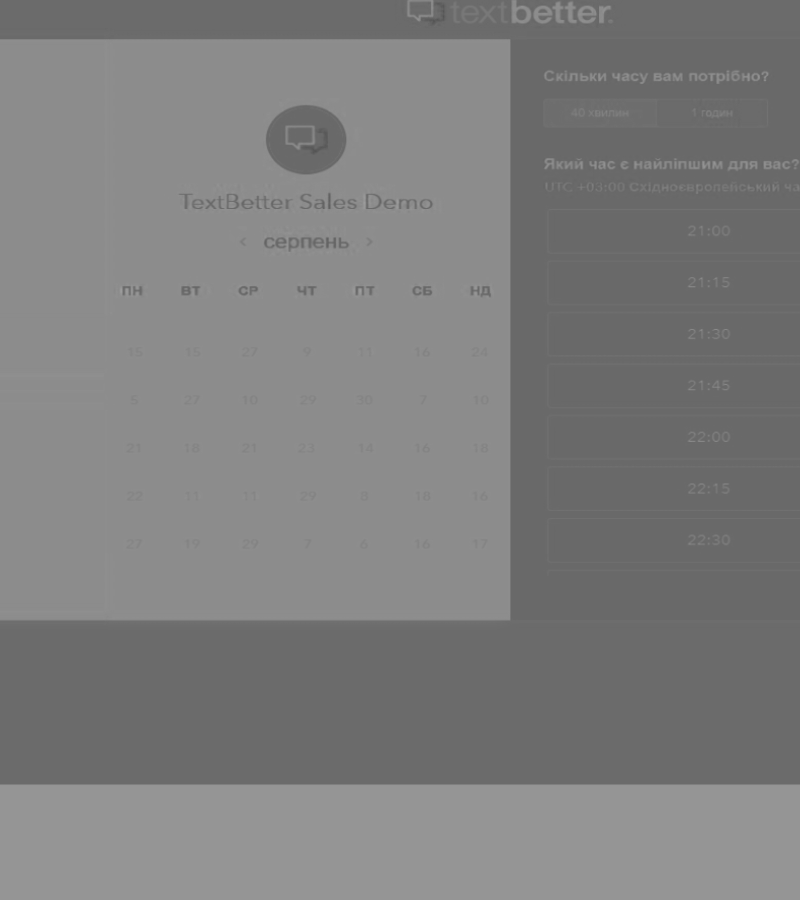 textbetter.
TextBetter Sales Demo
‹ серпень ›
ПН ВТ СР ЧТ ПТ СБ НД
15 15 27 9 11 16 24
5 27 10 29 30 7 10
21 18 21 23 14 16 18
22 11 11 29 8 18 16
27 19 29 7 6 16 17
Скільки часу вам потрібно?
40 хвилин 1 годин
Який час є найліпшим для вас?
UTC +03:00 Східноєвропейський ча
21:00
21:15
21:30
21:45
22:00
22:15
22:30